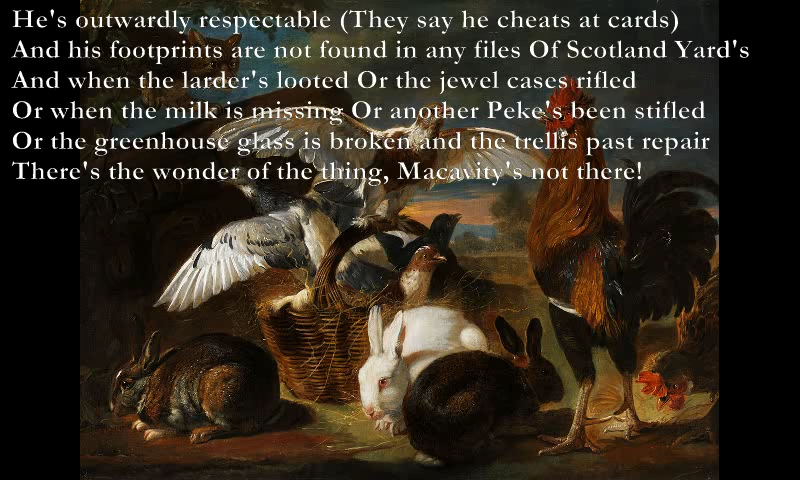 He's outwardly respectable (They say he cheats at cards)
And his footprints are not found in any files Of Scotland Yard's
And when the larder's looted Or the jewel cases rifled
Or when the milk is missing Or another Peke's been stifled
Or the greenhouse glass is broken and the trellis past repair
There's the wonder of the thing, Macavity's not there!